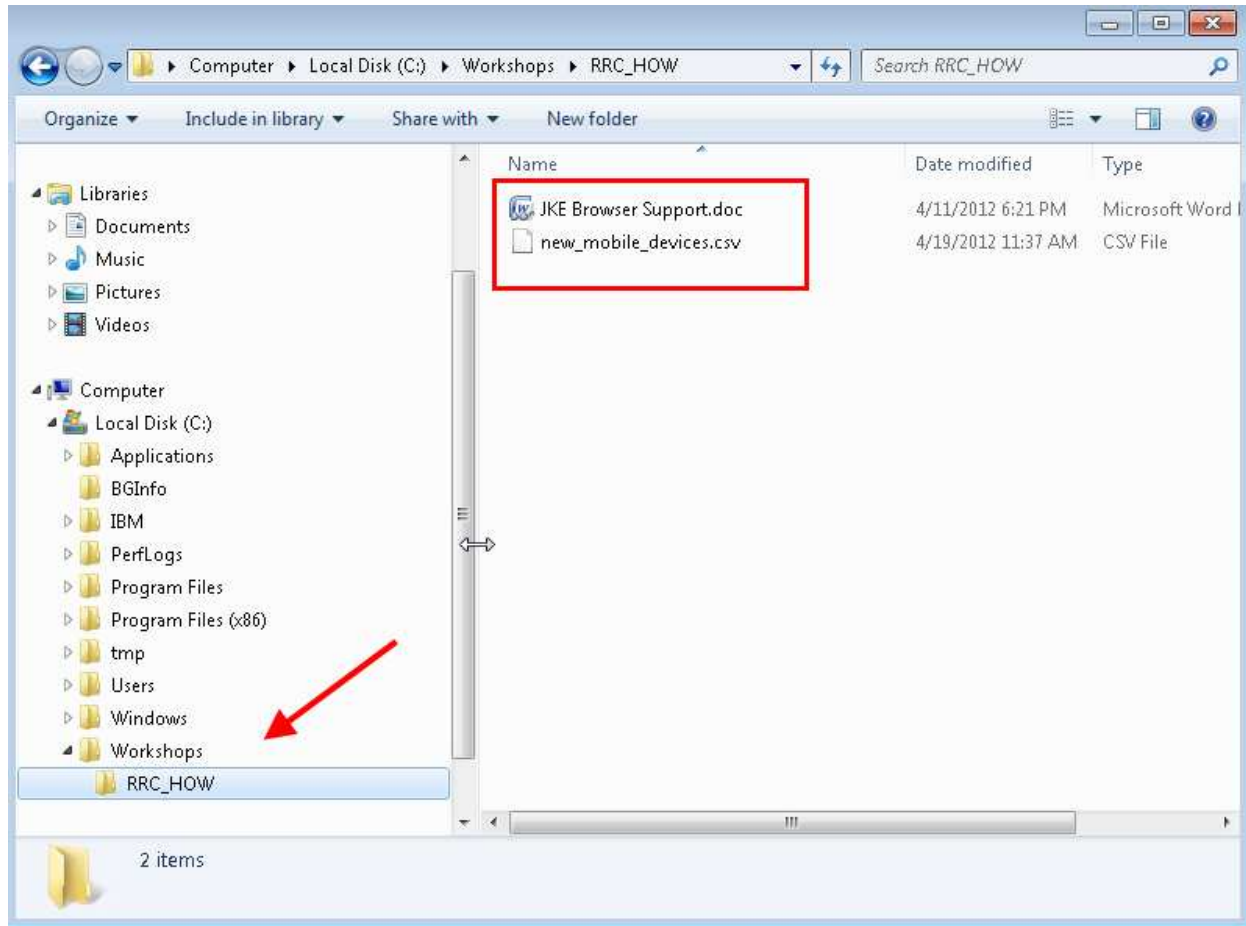 Computer ▸ Local Disk (C:) ▸ Workshops ▸ RRC_HOW
Search RRC_HOW
Organize Include in library Share with New folder
Libraries
Documents
Music
Pictures
Videos
Computer
Local Disk (C:)
Applications
BGInfo
IBM
PerfLogs
Program Files
Program Files (x86)
tmp
Users
Windows
Workshops
RRC_HOW
Name Date modified Type
JKE Browser Support.doc 4/11/2012 6:21 PM Microsoft Word
new_mobile_devices.csv 4/19/2012 11:37 AM CSV File
2 items